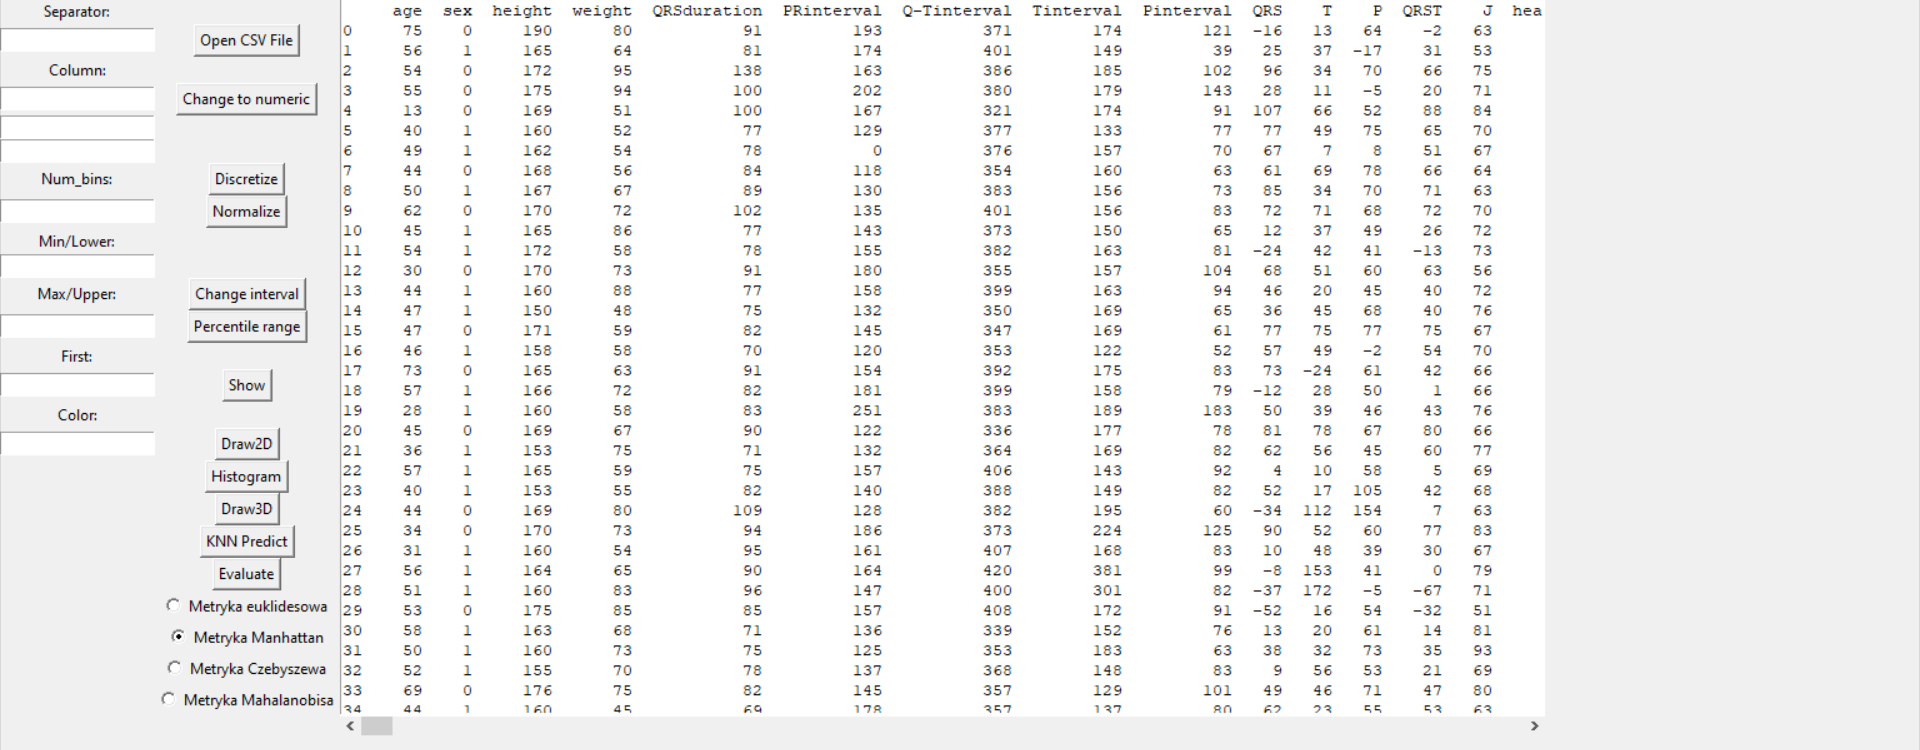 Separator:
Open CSV File
Column:
Change to numeric
Num_bins:
Discretize
Normalize
Min/Lower:
Max/Upper:
Change interval
Percentile range
First:
Show
Color:
Draw2D
Histogram
Draw3D
KNN Predict
Evaluate
Metryka euklidesowa
Metryka Manhattan
Metryka Czebyszewa
Metryka Mahalanobisa
age sex height weight QRSduration PRinterval Q-Tinterval Tinterval Pinterval QRS T P QRST J hea
0 75 0 190 80 91 193 371 174 121 -16 13 64 -2 63
1 56 1 165 64 81 174 401 149 39 25 37 -17 31 53
2 54 0 172 95 138 163 386 185 102 96 34 70 66 75
3 55 0 175 94 100 202 380 179 143 28 11 -5 20 71
4 13 0 169 51 100 167 321 174 91 107 66 52 88 84
5 40 1 160 52 77 129 377 133 77 77 49 75 65 70
6 49 1 162 54 78 0 376 157 70 67 7 8 51 67
7 44 0 168 56 84 118 354 160 63 61 69 78 66 64
8 50 1 167 67 89 130 383 156 73 85 34 70 71 63
9 62 0 170 72 102 135 401 156 83 72 71 68 72 70
10 45 1 165 86 77 143 373 150 65 12 37 49 26 72
11 54 1 172 58 78 155 382 163 81 -24 42 41 -13 73
12 30 0 170 73 91 180 355 157 104 68 51 60 63 56
13 44 1 160 88 77 158 399 163 94 46 20 45 40 72
14 47 1 150 48 75 132 350 169 65 36 45 68 40 76
15 47 0 171 59 82 145 347 169 61 77 75 77 75 67
16 46 1 158 58 70 120 353 122 52 57 49 -2 54 70
17 73 0 165 63 91 154 392 175 83 73 -24 61 42 66
18 57 1 166 72 82 181 399 158 79 -12 28 50 1 66
19 28 1 160 58 83 251 383 189 183 50 39 46 43 76
20 45 0 169 67 90 122 336 177 78 81 78 67 80 66
21 36 1 153 75 71 132 364 169 82 62 56 45 60 77
22 57 1 165 59 75 157 406 143 92 4 10 58 5 69
23 40 1 153 55 82 140 388 149 82 52 17 105 42 68
24 44 0 169 80 109 128 382 195 60 -34 112 154 7 63
25 34 0 170 73 94 186 373 224 125 90 52 60 77 83
26 31 1 160 54 95 161 407 168 83 10 48 39 30 67
27 56 1 164 65 90 164 420 381 99 -8 153 41 0 79
28 51 1 160 83 96 147 400 301 82 -37 172 -5 -67 71
29 53 0 175 85 85 157 408 172 91 -52 16 54 -32 51
30 58 1 163 68 71 136 339 152 76 13 20 61 14 81
31 50 1 160 73 75 125 353 183 63 38 32 73 35 93
32 52 1 155 70 78 137 368 148 83 9 56 53 21 69
33 69 0 176 75 82 145 357 129 101 49 46 71 47 80
34 44 1 160 45 69 178 357 137 80 62 23 55 53 63